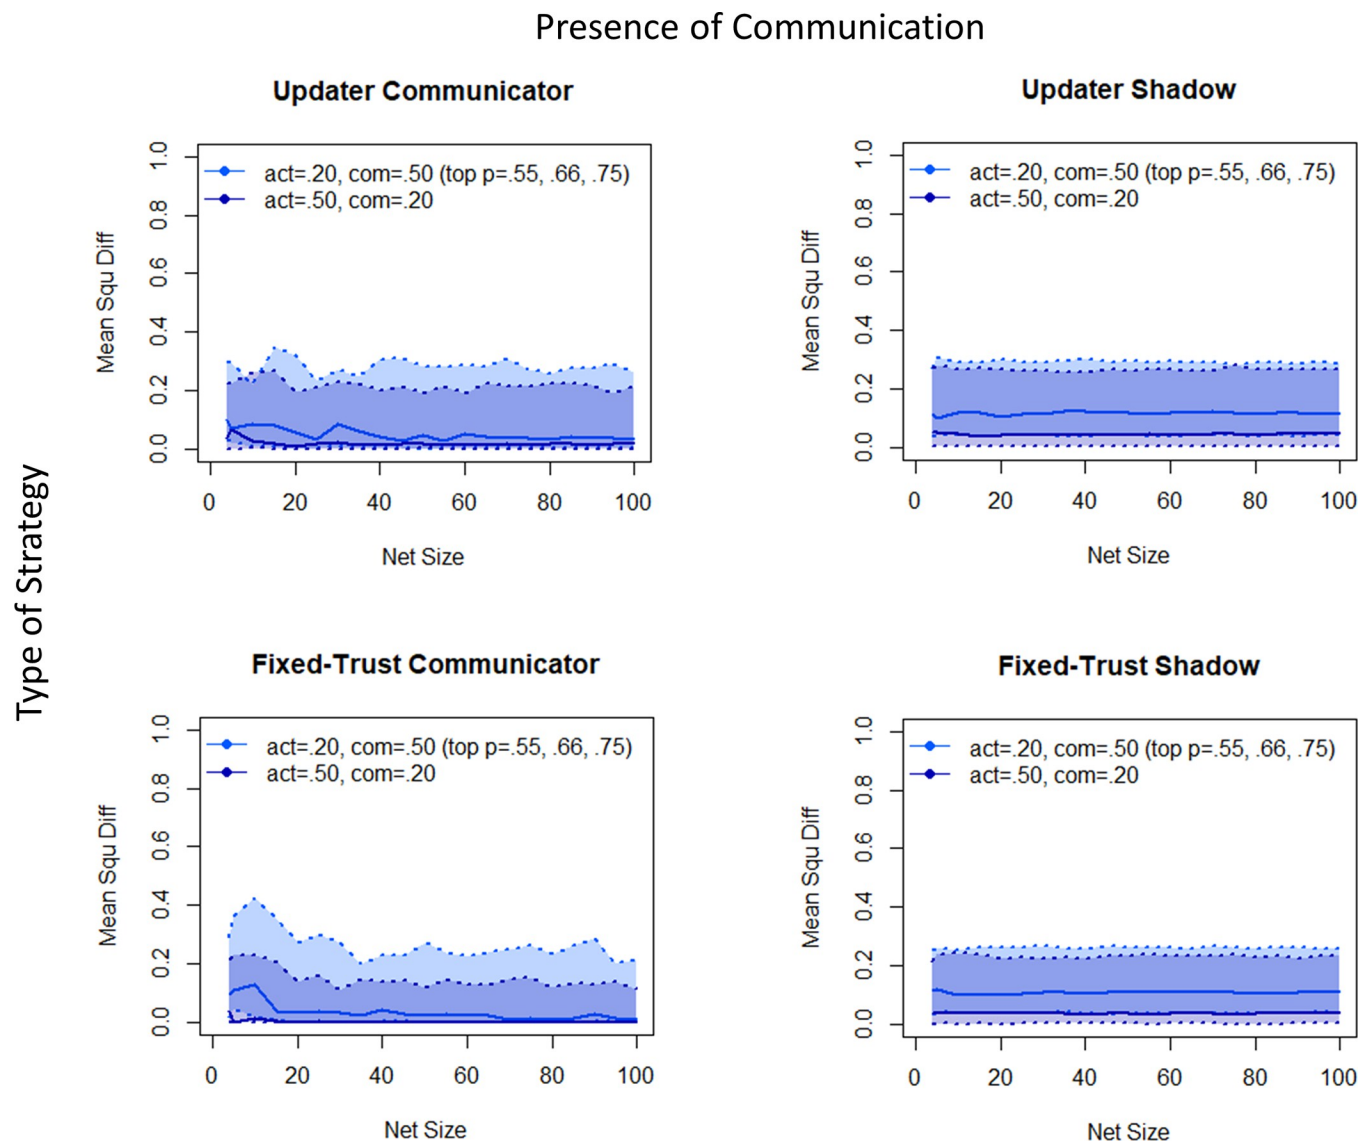 Presence of Communication
Type of Strategy
Updater Communicator
act=.20, com=.50 (top p=.55, .66, .75)
act=.50, com=.20
Mean Squ Diff
1.0
0.8
0.6
0.4
0.2
0.0
0 20 40 60 80 100
Net Size
Updater Shadow
act=.20, com=.50 (top p=.55, .66, .75)
act=.50, com=.20
Mean Squ Diff
1.0
0.8
0.6
0.4
0.2
0.0
0 20 40 60 80 100
Net Size
Fixed-Trust Communicator
act=.20, com=.50 (top p=.55, .66, .75)
act=.50, com=.20
Mean Squ Diff
1.0
0.8
0.6
0.4
0.2
0.0
0 20 40 60 80 100
Net Size
Fixed-Trust Shadow
act=.20, com=.50 (top p=.55, .66, .75)
act=.50, com=.20
Mean Squ Diff
1.0
0.8
0.6
0.4
0.2
0.0
0 20 40 60 80 100
Net Size